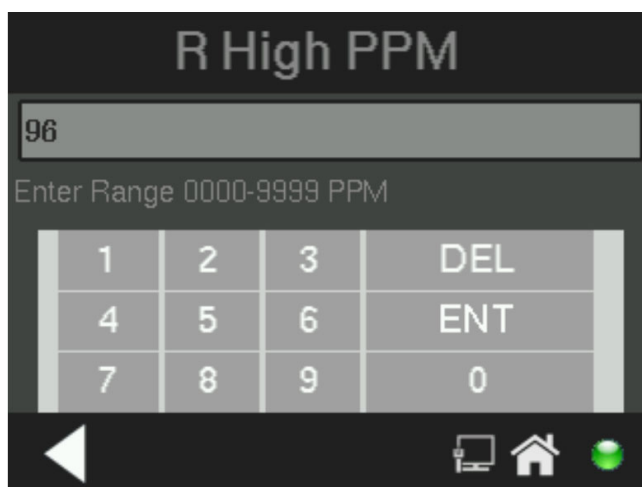 R High PPM
96
Enter Range 0000-9999 PPM
1 2 3 DEL
4 5 6 ENT
7 8 9 0